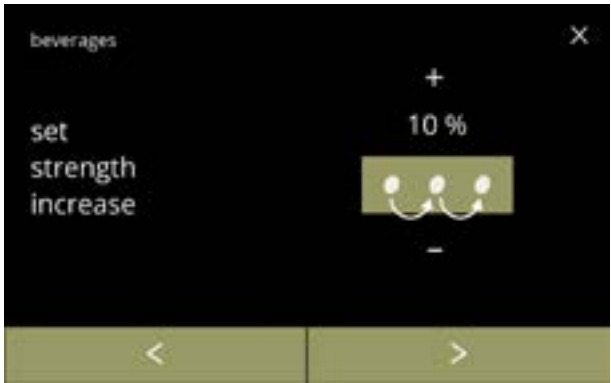 beverages
×
+
10 %
set
strength
increase
–
<
>